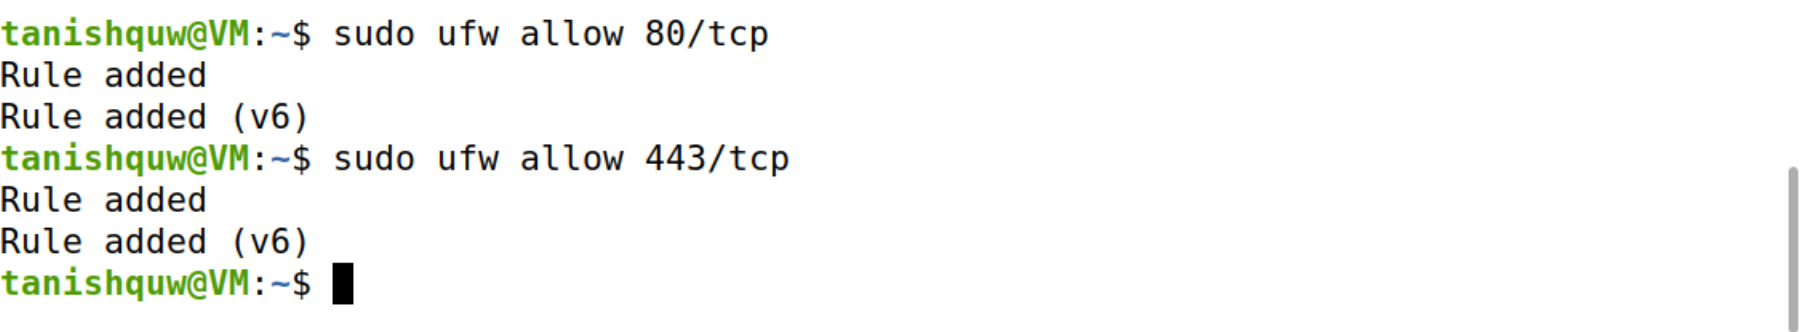 tanishquw@VM:~$ sudo ufw allow 80/tcp
Rule added
Rule added (v6)
tanishquw@VM:~$ sudo ufw allow 443/tcp
Rule added
Rule added (v6)
tanishquw@VM:~$